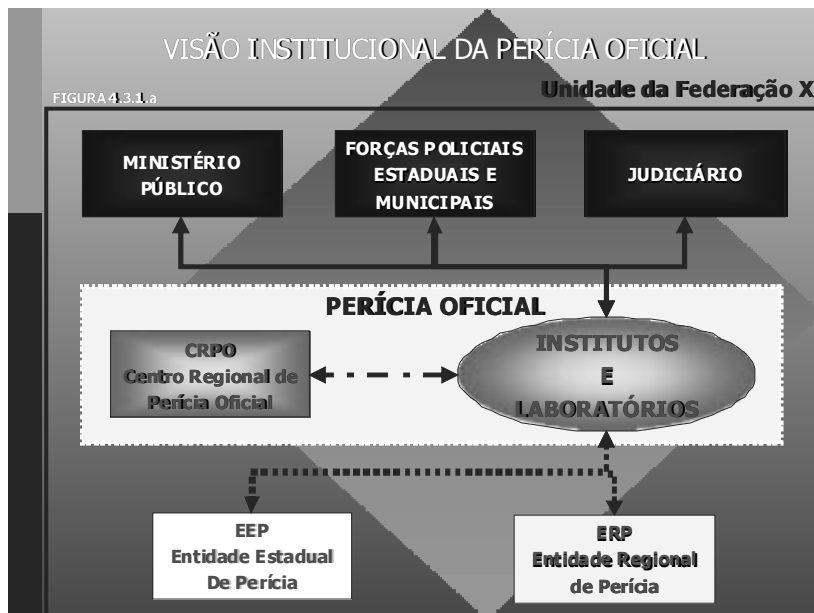 VISÃO INSTITUCIONAL DA PERÍCIA OFICIAL
FIGURA 4.3.1.a
Unidade da Federação X
MINISTÉRIO
PÚBLICO
FORÇAS POLICIAIS
ESTADUAIS E
MUNICIPAIS
JUDICIÁRIO
PERÍCIA OFICIAL
CRPO
Centro Regional de
Perícia Oficial
INSTITUTOS
E
LABORATÓRIOS
EEP
Entidade Estadual
De Perícia
ERP
Entidade Regional
de Perícia